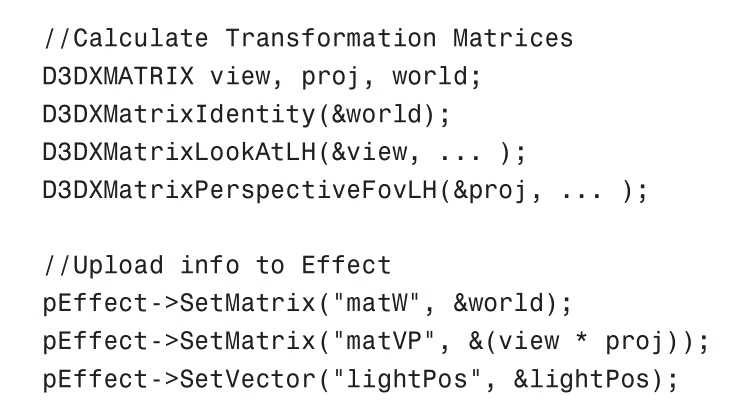 //Calculate Transformation Matrices
D3DXMATRIX view, proj, world;
D3DXMatrixIdentity(&world);
D3DXMatrixLookAtLH(&view, ... );
D3DXMatrixPerspectiveFovLH(&proj, ... );

//Upload info to Effect
pEffect->SetMatrix("matW", &world);
pEffect->SetMatrix("matVP", &(view * proj));
pEffect->SetVector("lightPos", &lightPos);